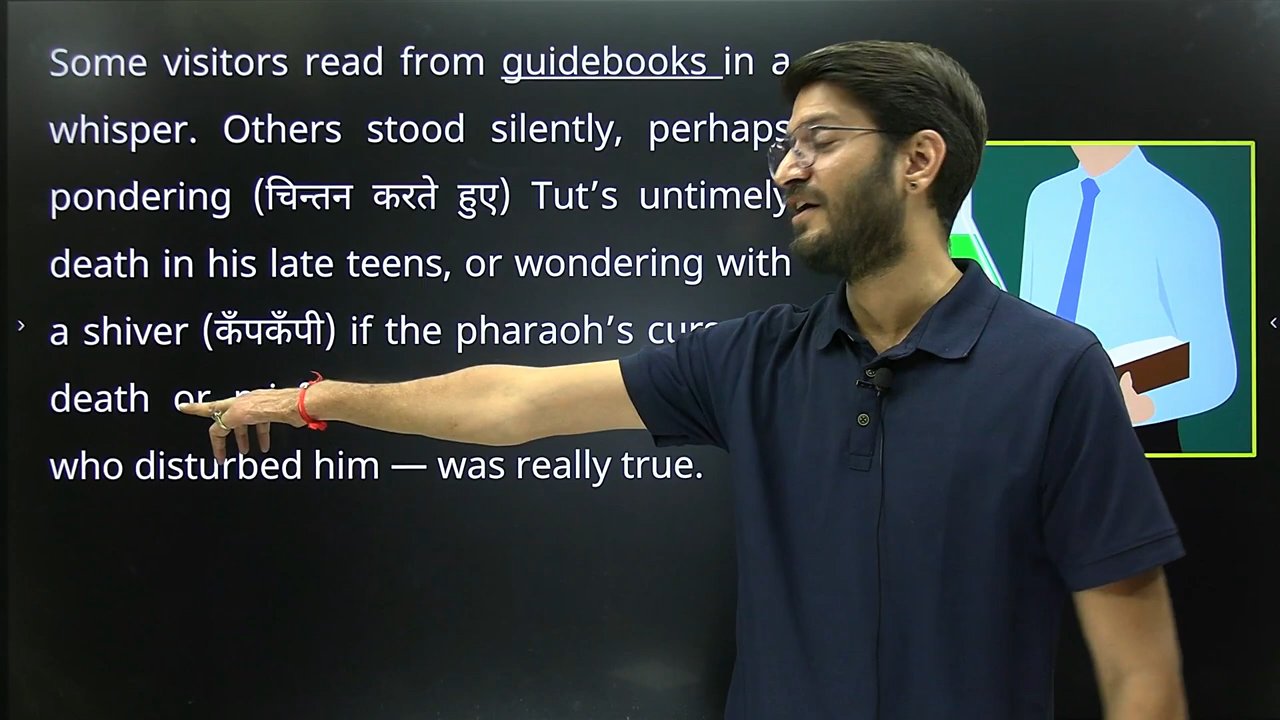 Some visitors read from guidebooks in a
whisper. Others stood silently, perhaps
pondering (चिन्तन करते हुए) Tut’s untimely
death in his late teens, or wondering with
a shiver (कँपकँपी) if the pharaoh’s
death or
who disturbed him — was really true.